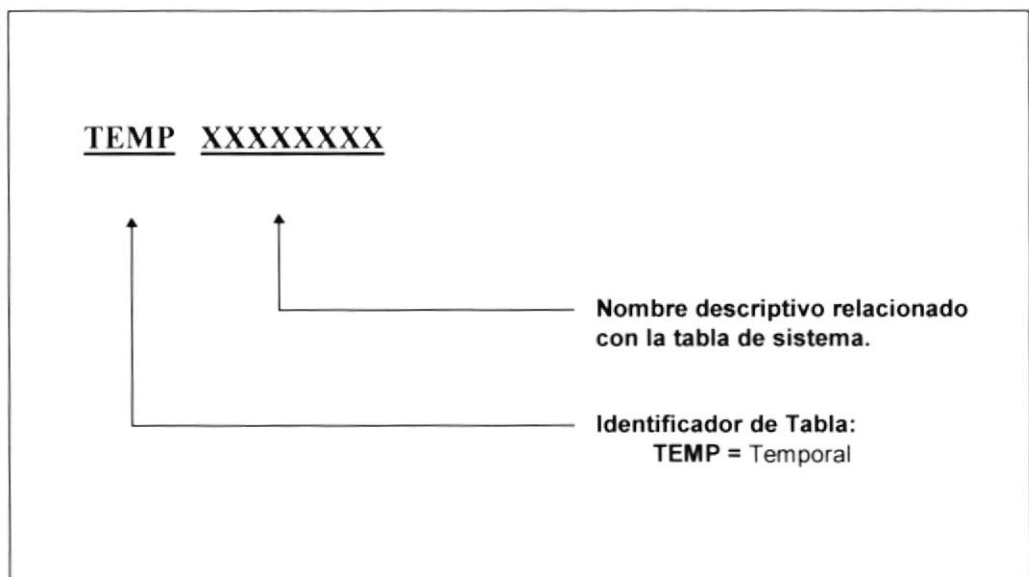 TEMP XXXXXXXX
Nombre descriptivo relacionado
con la tabla de sistema.
Identificador de Tabla:
TEMP = Temporal